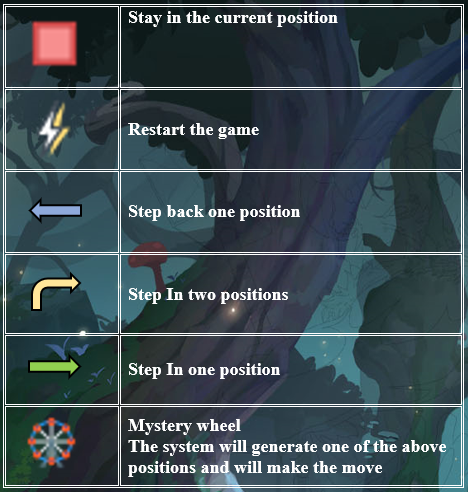 Stay in the current position
Restart the game
Step back one position
Step In two positions
Step In one position
Mystery wheel
The system will generate one of the above
positions and will make the move